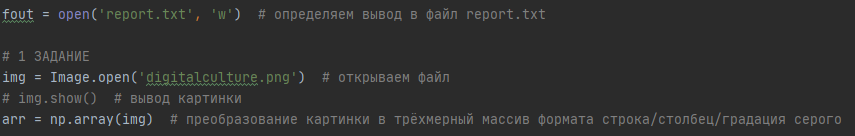 fout = open('report.txt', 'w')  # определяем вывод в файл report.txt
# 1 ЗАДАНИЕ
img = Image.open('digitalculture.png')  # открываем файл
# img.show()  # вывод картинки
arr = np.array(img)  # преобразование картинки в трёхмерный массив формата строка/столбец/градация серого